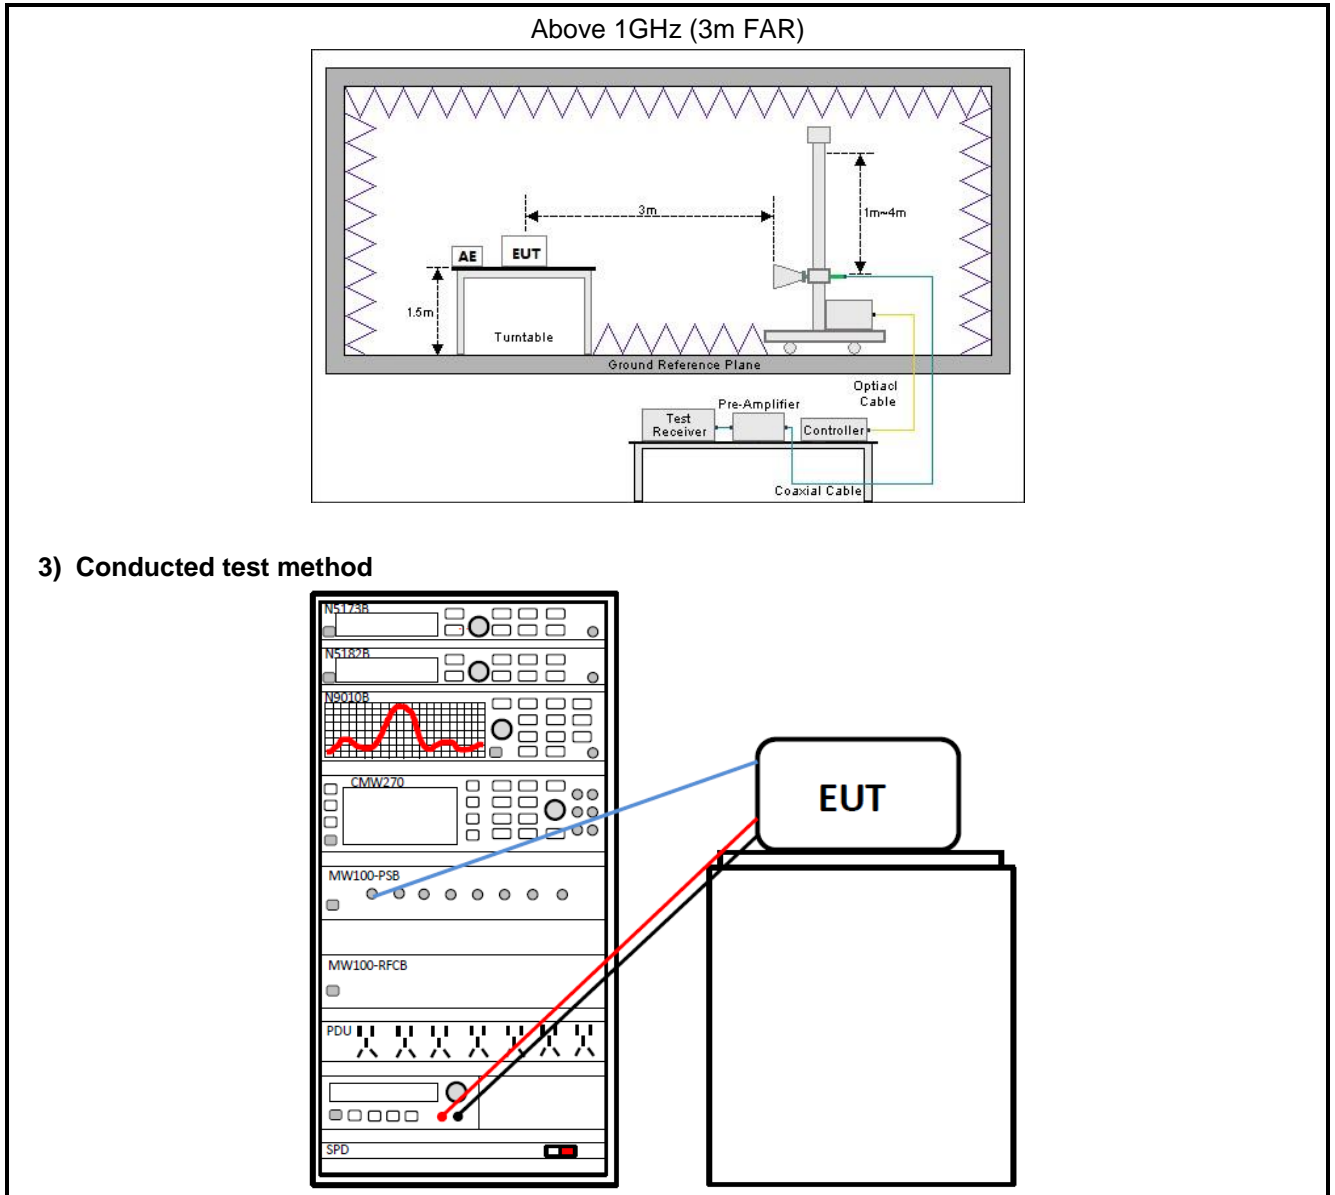 Above 1GHz (3m FAR)
3m
1m~4m
AE
EUT
1.5m
Turntable
Ground Reference Plane
Optiacl
Cable
Pre-Amplifier
Test
Receiver
Controller
Coaxial Cable
3) Conducted test method
N5173B
N5182B
N9010B
CMW270
EUT
MW100-PSB
MW100-RFCB
PDU
SPD